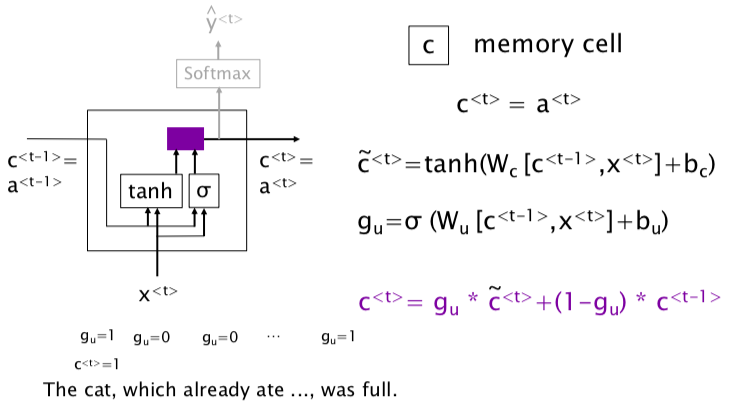 ŷ<t>
Softmax
c<t-1>=
a<t-1>
tanh
σ
c<t>=
a<t>
x<t>
c memory cell
c<t> = a<t>
c̃<t>=tanh(Wc [c<t-1>,x<t>]+bc)
gu=σ (Wu [c<t-1>,x<t>]+bu)
c<t>= gu * c̃<t>+(1-gu) * c<t-1>
gu=1 gu=0 gu=0 ... gu=1
c<t>=1
The cat, which already ate ..., was full.